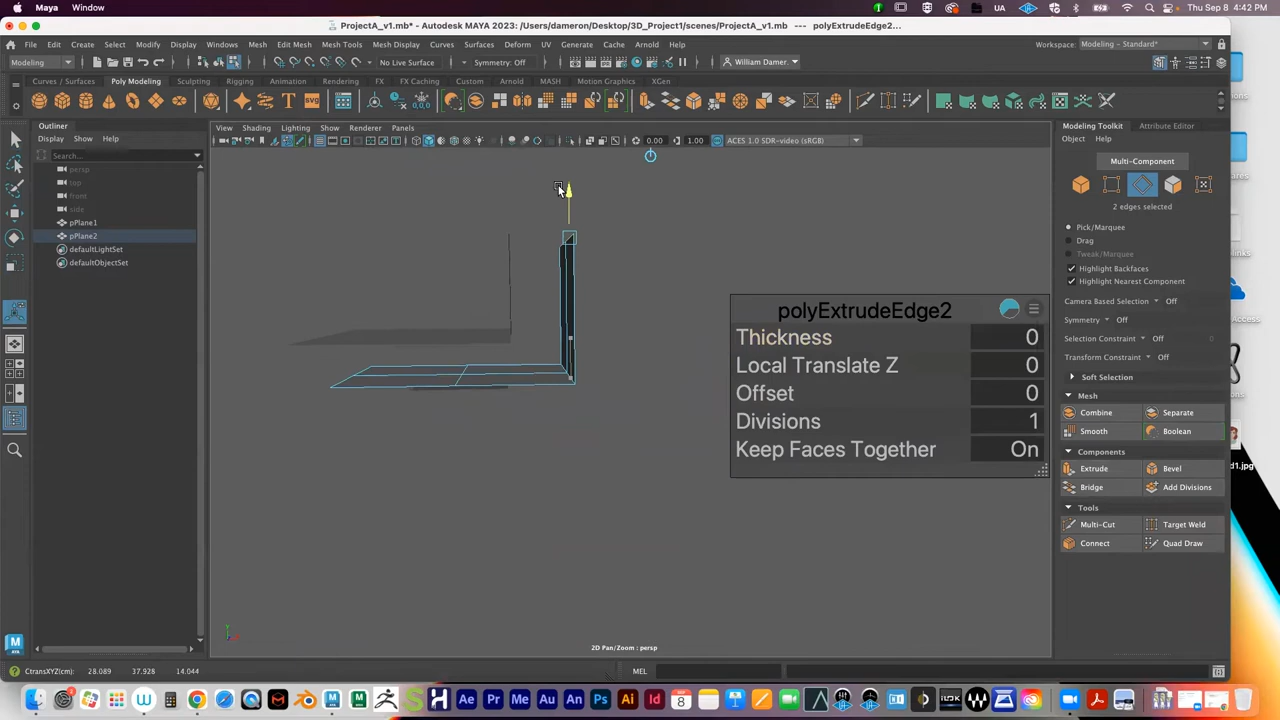 Maya Window Thu Sep 8 4:42 PM
ProjectA_v1.mb* - Autodesk MAYA 2023: /Users/dameron/Desktop/3D_Project1/scenes/ProjectA_v1.mb --- polyExtrudeEdge2...
File Edit Create Select Modify Display Windows Mesh Edit Mesh Mesh Tools Mesh Display Curves Surfaces Deform UV Generate Cache Arnold Help Workspace: Modeling - Standard*
Modeling No Live Surface Symmetry: Off William Damer...
Curves / Surfaces Poly Modeling Sculpting Rigging Animation Rendering FX FX Caching Custom Arnold MASH Motion Graphics XGen
Outliner
Display Show Help
Search...
persp
top
front
side
pPlane1
pPlane2
defaultLightSet
defaultObjectSet
View Shading Lighting Show Renderer Panels
0.00 1.00 ACES 1.0 SDR-video (sRGB)
polyExtrudeEdge2
Thickness 0
Local Translate Z 0
Offset 0
Divisions 1
Keep Faces Together On
2D Pan/Zoom : persp
Modeling Toolkit Attribute Editor
Object Help
Multi-Component
2 edges selected
Pick/Marquee
Drag
Tweak/Marquee
Highlight Backfaces
Highlight Nearest Component
Camera Based Selection Off
Symmetry Off
Selection Constraint Off
Transform Constraint Off
Soft Selection
Mesh
Combine Separate
Smooth Boolean
Components
Extrude Bevel
Bridge Add Divisions
Tools
Multi-Cut Target Weld
Connect Quad Draw
CtransXYZ(cm) 28.089 37.928 14.044 MEL